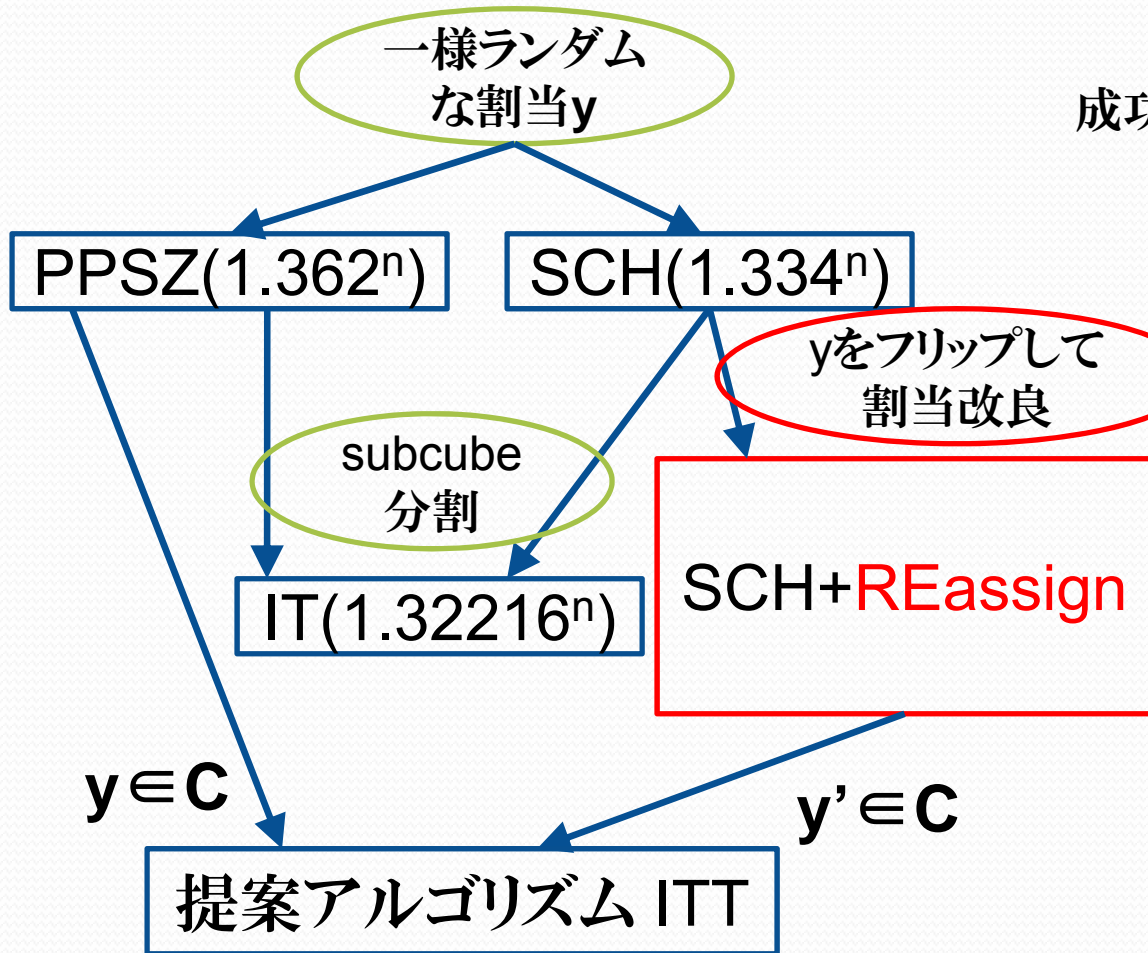 一様ランダム
な割当y
成功
PPSZ(1.362ⁿ)
SCH(1.334ⁿ)
yをフリップして
割当改良
subcube
分割
IT(1.32216ⁿ)
SCH+REassign
y∈C
y’∈C
提案アルゴリズム ITT